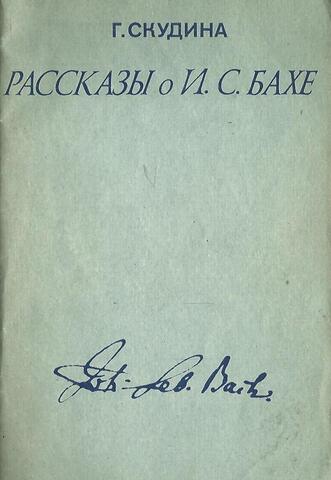 Г. СКУДИНА
РАССКАЗЫ о И. С. БАХЕ
Joh. Seb. Bach.